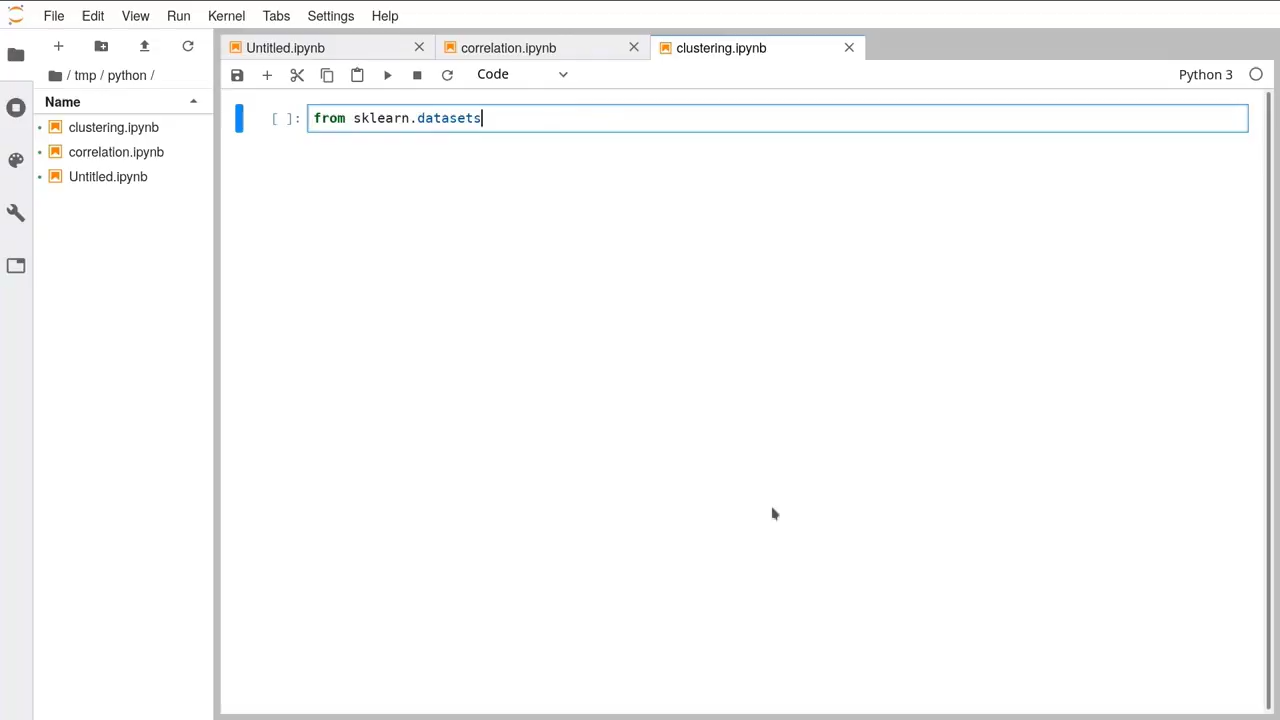 File Edit View Run Kernel Tabs Settings Help
Untitled.ipynb correlation.ipynb clustering.ipynb
Code Python 3
/ tmp / python /
Name
clustering.ipynb
correlation.ipynb
Untitled.ipynb
[ ]: from sklearn.datasets